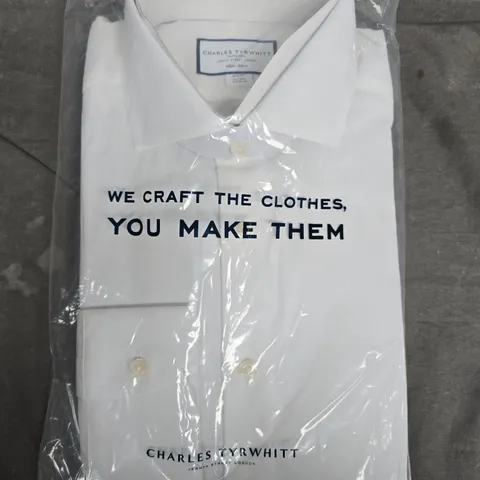 CHARLES TYRWHITT
WE CRAFT THE CLOTHES,
YOU MAKE THEM
CHARLES TYRWHITT
JERMYN STREET LONDON